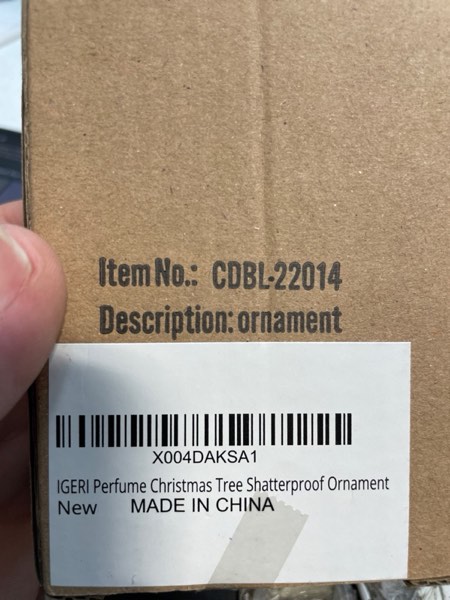 Item No.: CDBL-22014
Description: ornament
X004DAKSA1
IGERI Perfume Christmas Tree Shatterproof Ornament
New MADE IN CHINA